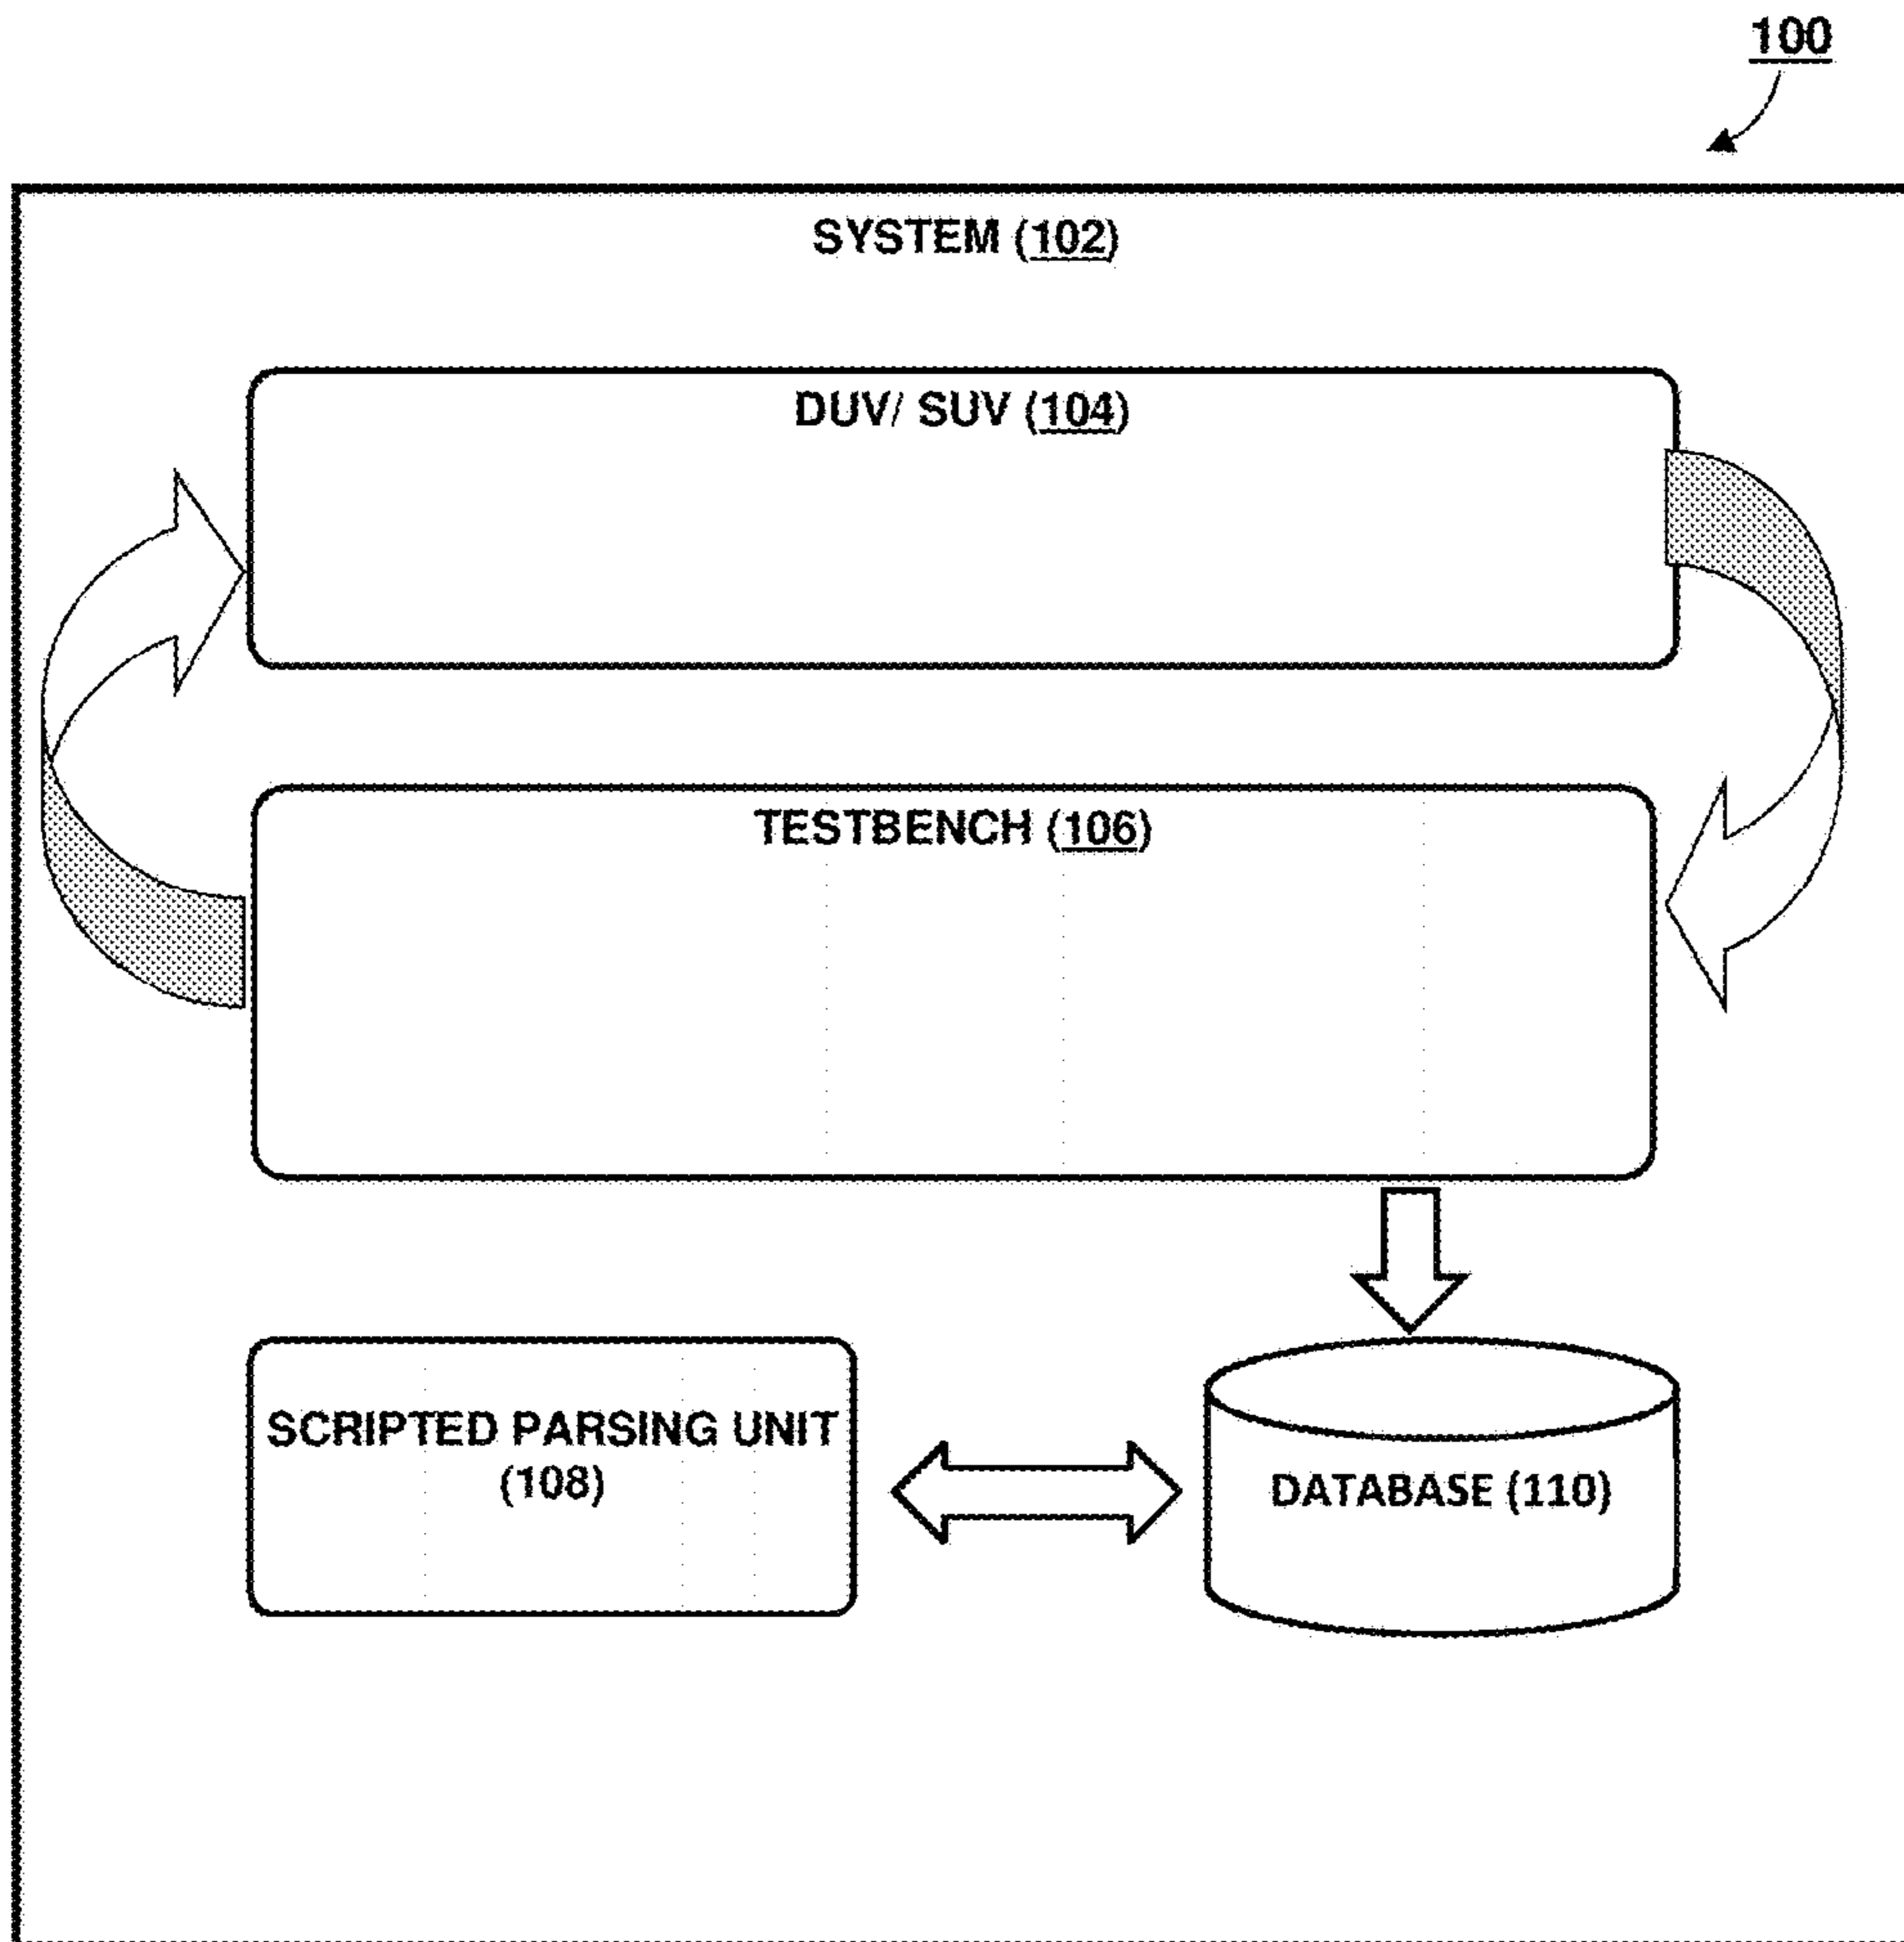 100
SYSTEM (102)
DUV/ SUV (104)
TESTBENCH (106)
SCRIPTED PARSING UNIT
(108)
DATABASE (110)